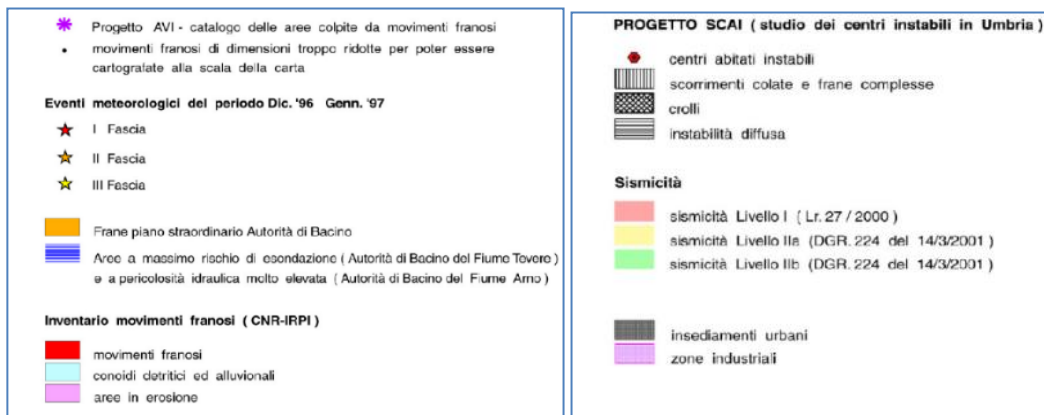 Progetto AVI - catalogo delle aree colpite da movimenti franosi
movimenti franosi di dimensioni troppo ridotte per poter essere
cartografate alla scala della carta
Eventi meteorologici del periodo Dic. '96 Genn. '97
I Fascia
II Fascia
III Fascia
Frane piano straordinario Autorità di Bacino
Aree a massimo rischio di esondazione ( Autorità di Bacino del Fiume Tevere )
e a pericolosità idraulica molto elevata ( Autorità di Bacino del Fiume Arno )
Inventario movimenti franosi ( CNR-IRPI )
movimenti franosi
conoidi detritici ed alluvionali
aree in erosione
PROGETTO SCAI ( studio dei centri instabili in Umbria )
centri abitati instabili
scorrimenti colate e frane complesse
crolli
instabilità diffusa
Sismicità
sismicità Livello I ( Lr. 27 / 2000 )
sismicità Livello IIa (DGR. 224 del 14/3/2001 )
sismicità Livello IIb (DGR. 224 del 14/3/2001 )
insediamenti urbani
zone industriali